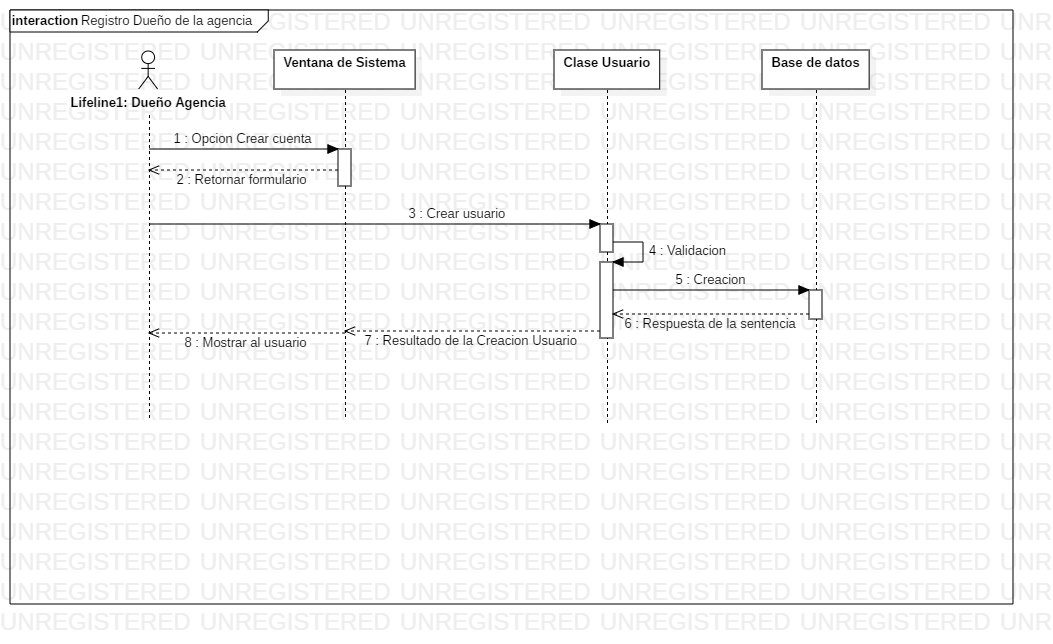 interaction Registro Dueño de la agencia
Ventana de Sistema
Clase Usuario
Base de datos
Lifeline1: Dueño Agencia
1 : Opcion Crear cuenta
2 : Retornar formulario
3 : Crear usuario
4 : Validacion
5 : Creacion
6 : Respuesta de la sentencia
7 : Resultado de la Creacion Usuario
8 : Mostrar al usuario
UNREGISTERED